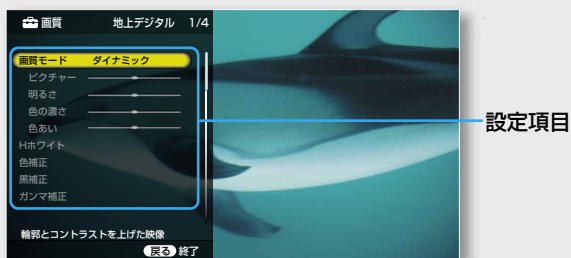 画質 地上デジタル 1/4
画質モード ダイナミック
ピクチャー
明るさ
色の濃さ
色あい
Hホワイト
色補正
黒補正
ガンマ補正
設定項目
輪郭とコントラストを上げた映像
戻る 終了